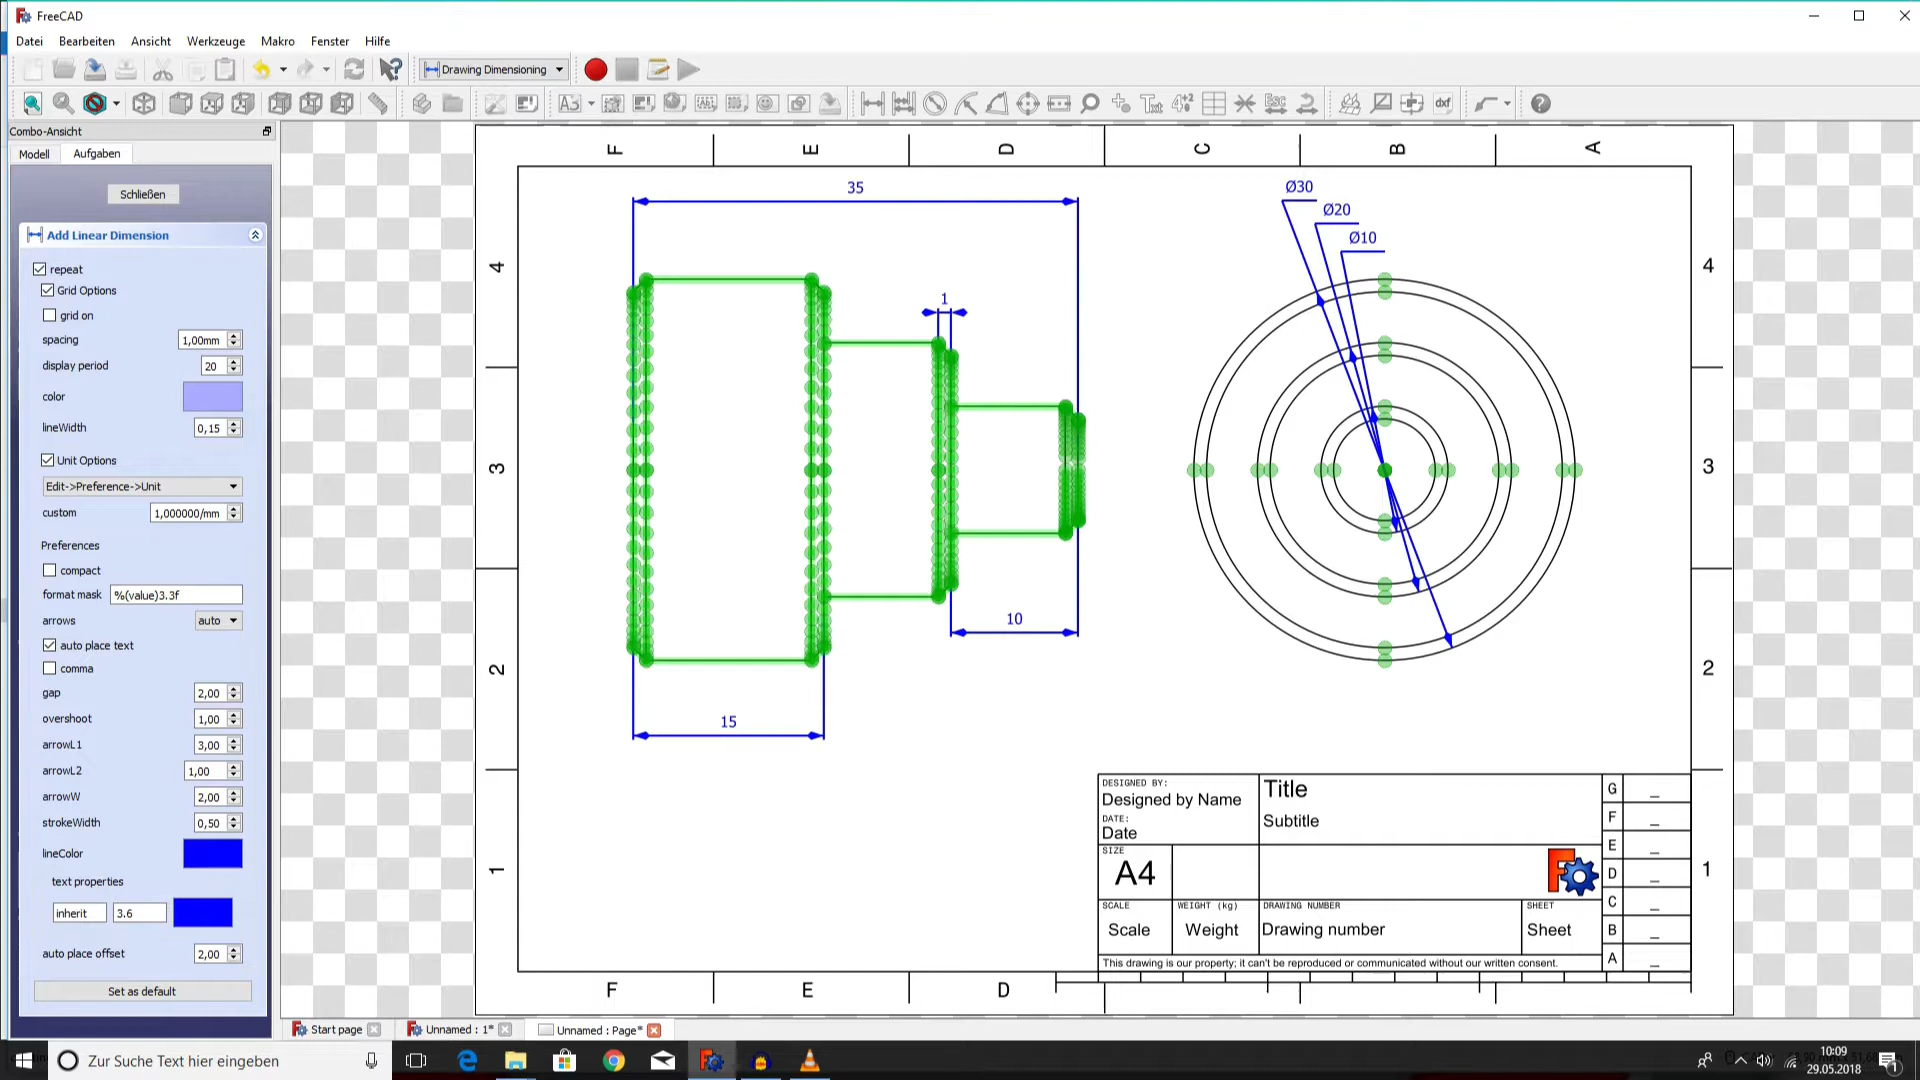 FreeCAD
Datei Bearbeiten Ansicht Werkzeuge Makro Fenster Hilfe
Drawing Dimensioning
Combo-Ansicht
Modell Aufgaben
Schließen
Add Linear Dimension
repeat
Grid Options
grid on
spacing 1,00mm
display period 20
color
lineWidth 0,15
Unit Options
Edit->Preference->Unit
custom 1,000000/mm
Preferences
compact
format mask %(value)3.3f
arrows auto
auto place text
comma
gap 2,00
overshoot 1,00
arrowL1 3,00
arrowL2 1,00
arrowW 2,00
strokeWidth 0,50
lineColor
text properties
inherit 3.6
auto place offset 2,00
Set as default
F E D C B A
35
Ø30
Ø20
Ø10
4 4
1
3 3
10
2 2
15
1 1
DESIGNED BY:
Designed by Name
DATE:
Date
Title
Subtitle
SIZE
A4
SCALE
Scale
WEIGHT (kg)
Weight
DRAWING NUMBER
Drawing number
SHEET
Sheet
This drawing is our property; it can't be reproduced or communicated without our written consent.
G _
F _
E _
D _
C _
B _
A _
F E D
Start page Unnamed : 1* Unnamed : Page*
Zur Suche Text hier eingeben
10:09
29.05.2018